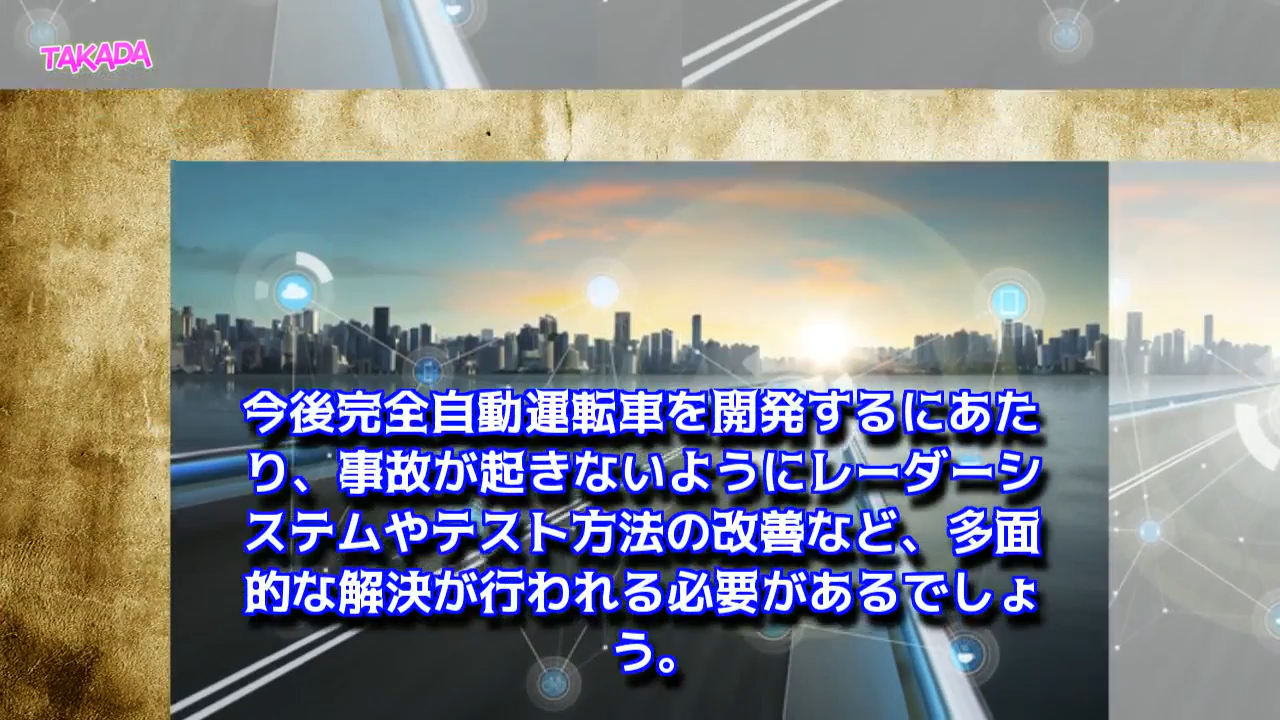 TAKADA
今後完全自動運転車を開発するにあた
り、事故が起きないようにレーダーシ
ステムやテスト方法の改善など、多面
的な解決が行われる必要があるでしょ
う。